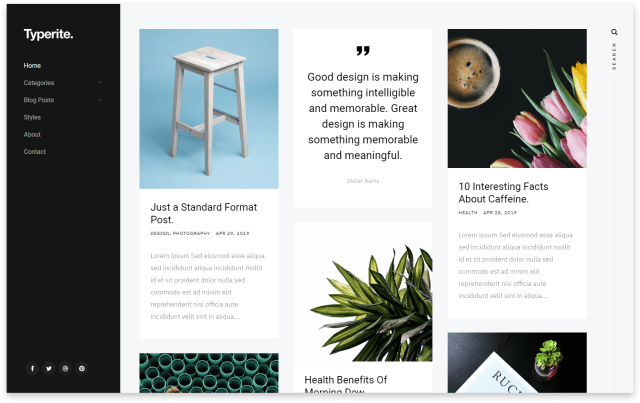 Typerite.
Home
Categories
Blog Posts
Styles
About
Contact
Just a Standard Format
Post.
DESIGN, PHOTOGRAPHY APR 29, 2019
Lorem ipsum Sed eiusmod esse aliqua
sed incididunt aliqua incididunt mollit
id et sit proident dolor nulla sed
commodo est ad minim elit
reprehenderit nisi officia aute
incididunt velit sint in aliqua...
Good design is making
something intelligible
and memorable. Great
design is making
something memorable
and meaningful.
Dieter Rams
Health Benefits Of
Morning Dew.
10 Interesting Facts
About Caffeine.
HEALTH APR 28, 2019
Lorem ipsum Sed eiusmod esse aliqua
sed incididunt aliqua incididunt mollit
id et sit proident dolor nulla sed
commodo est ad minim elit
reprehenderit nisi officia aute
incididunt velit sint in aliqua...
SEARCH